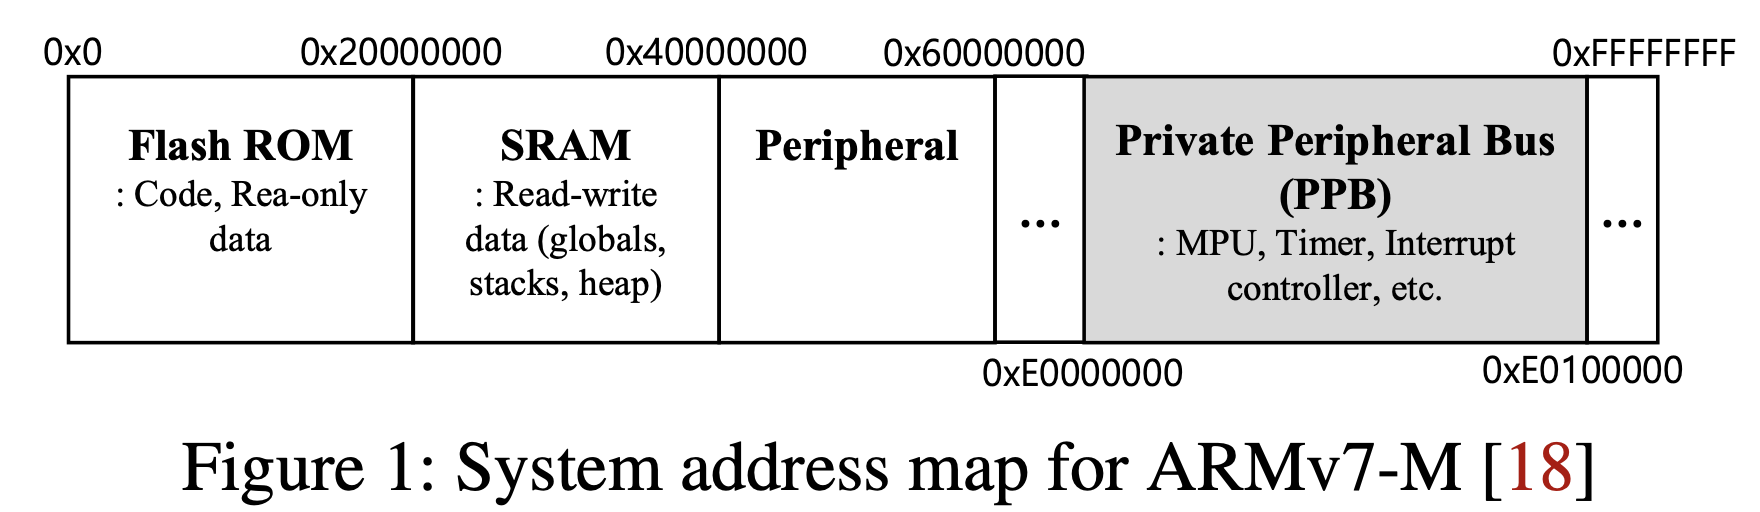 0x0 0x20000000 0x40000000 0x60000000 0xFFFFFFFF
Flash ROM
: Code, Rea-only
data
SRAM
: Read-write
data (globals,
stacks, heap)
Peripheral
...
Private Peripheral Bus
(PPB)
: MPU, Timer, Interrupt
controller, etc.
...
0xE0000000 0xE0100000
Figure 1: System address map for ARMv7-M [18]